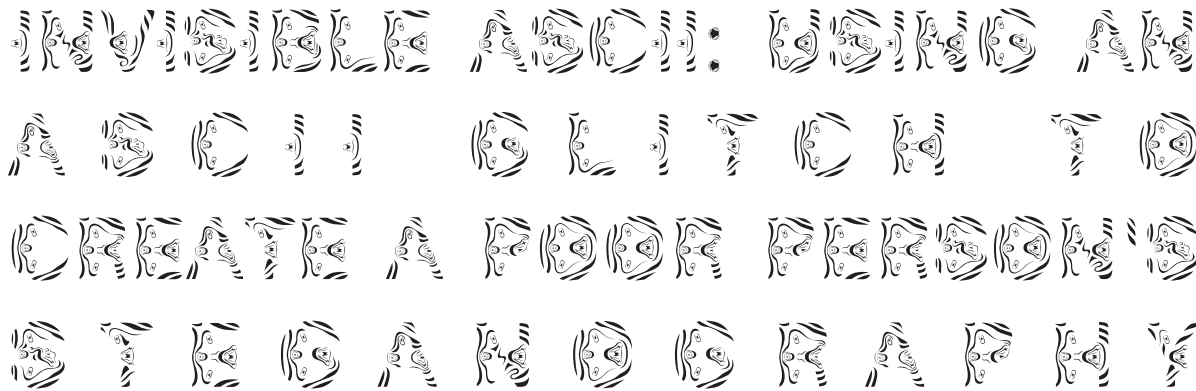 INVISIBLE ASCII: USING AN
ASCII GLITCH TO
CREATE A POOR PERSON'S
STEGANOGRAPHY